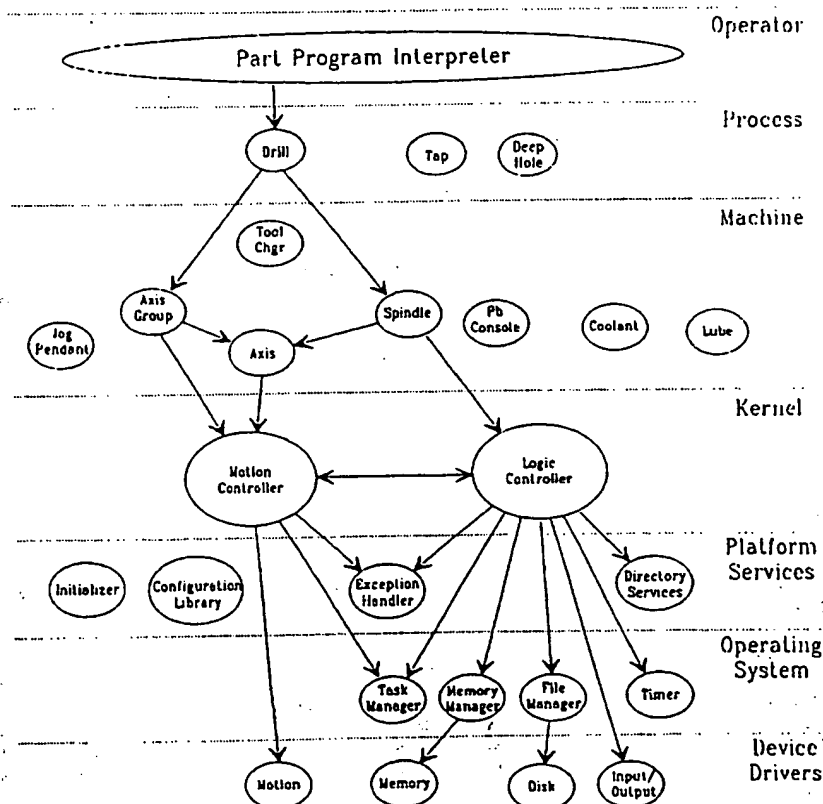 Operator
Part Program Interpreter
Process
Drill
Tap
Deep
Hole
Machine
Tool
Chgr
Axis
Group
Spindle
Pb
Console
Coolant
Lube
Jog
Pendant
Axis
Kernel
Motion
Controller
Logic
Controller
Platform
Services
Initializer
Configuration
Library
Exception
Handler
Directory
Services
Operating
System
Task
Manager
Memory
Manager
File
Manager
Timer
Device
Drivers
Motion
Memory
Disk
Input/
Output